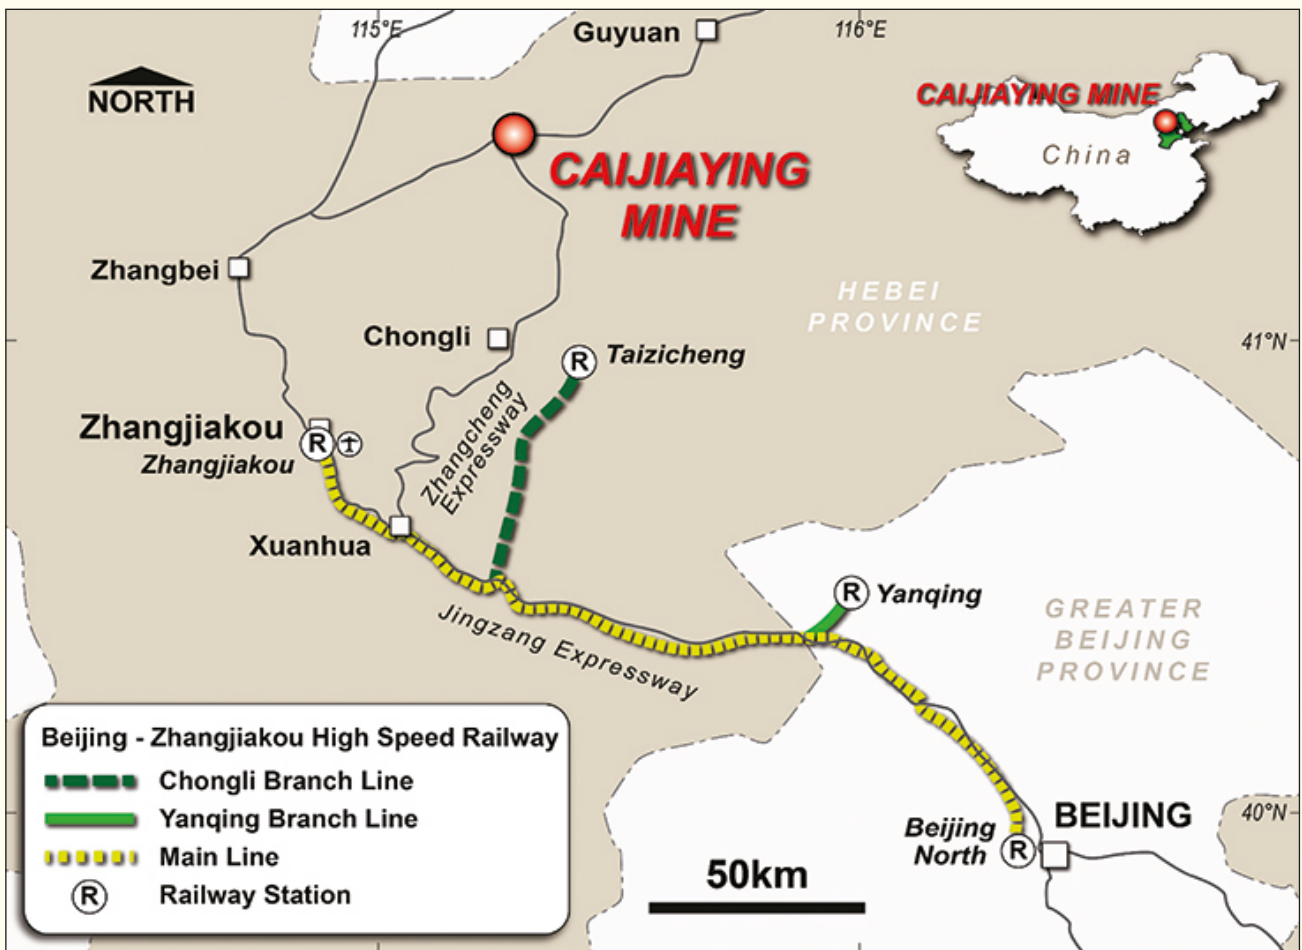 115°E
Guyuan
116°E
NORTH
CAIJIAYING MINE
China
CAIJIAYING
MINE
Zhangbei
HEBEI
PROVINCE
Chongli
R
Taizicheng
41°N
Zhangcheng
Expressway
Zhangjiakou
R
Zhangjiakou
Xuanhua
R
Yanqing
Jingzang Expressway
GREATER
BEIJING
PROVINCE
Beijing - Zhangjiakou High Speed Railway
Chongli Branch Line
Yanqing Branch Line
Main Line
R
Railway Station
BEIJING
40°N
Beijing
North
R
50km